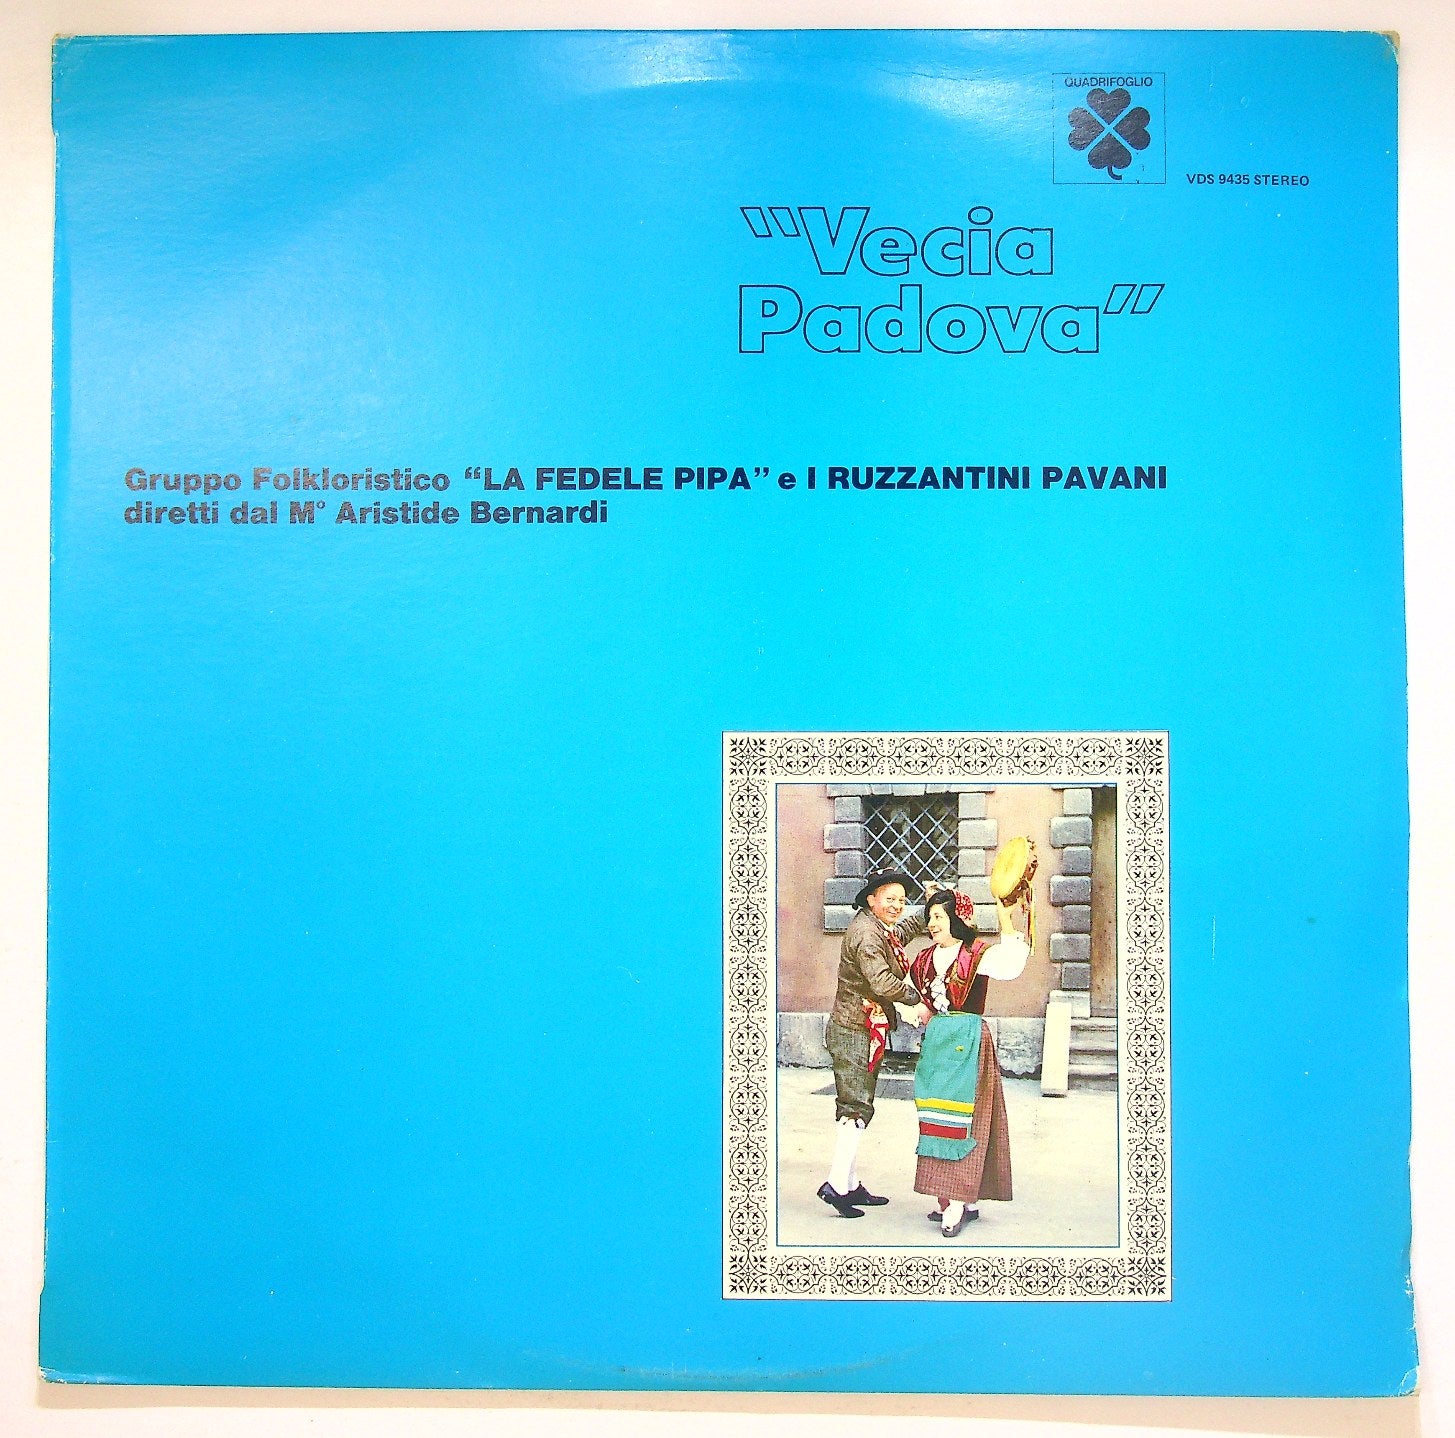 QUADRIFOGLIO
VDS 9435 STEREO
"Vecia
Padova"
Gruppo Folkloristico “LA FEDELE PIPA” e I RUZZANTINI PAVANI
diretti dal M° Aristide Bernardi